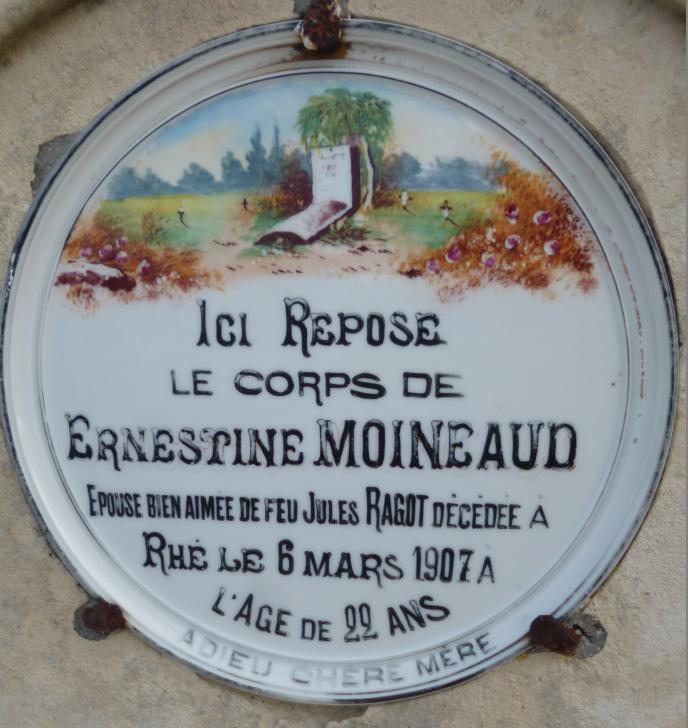 ICI REPOSE
LE CORPS DE
ERNESTINE MOINEAUD
EPOUSE BIEN AIMEE DE FEU JULES RAGOT DÉCÉDÉE A
RHÉ LE 6 MARS 1907 A
L'AGE DE 22 ANS
ADIEU CHERE MÈRE